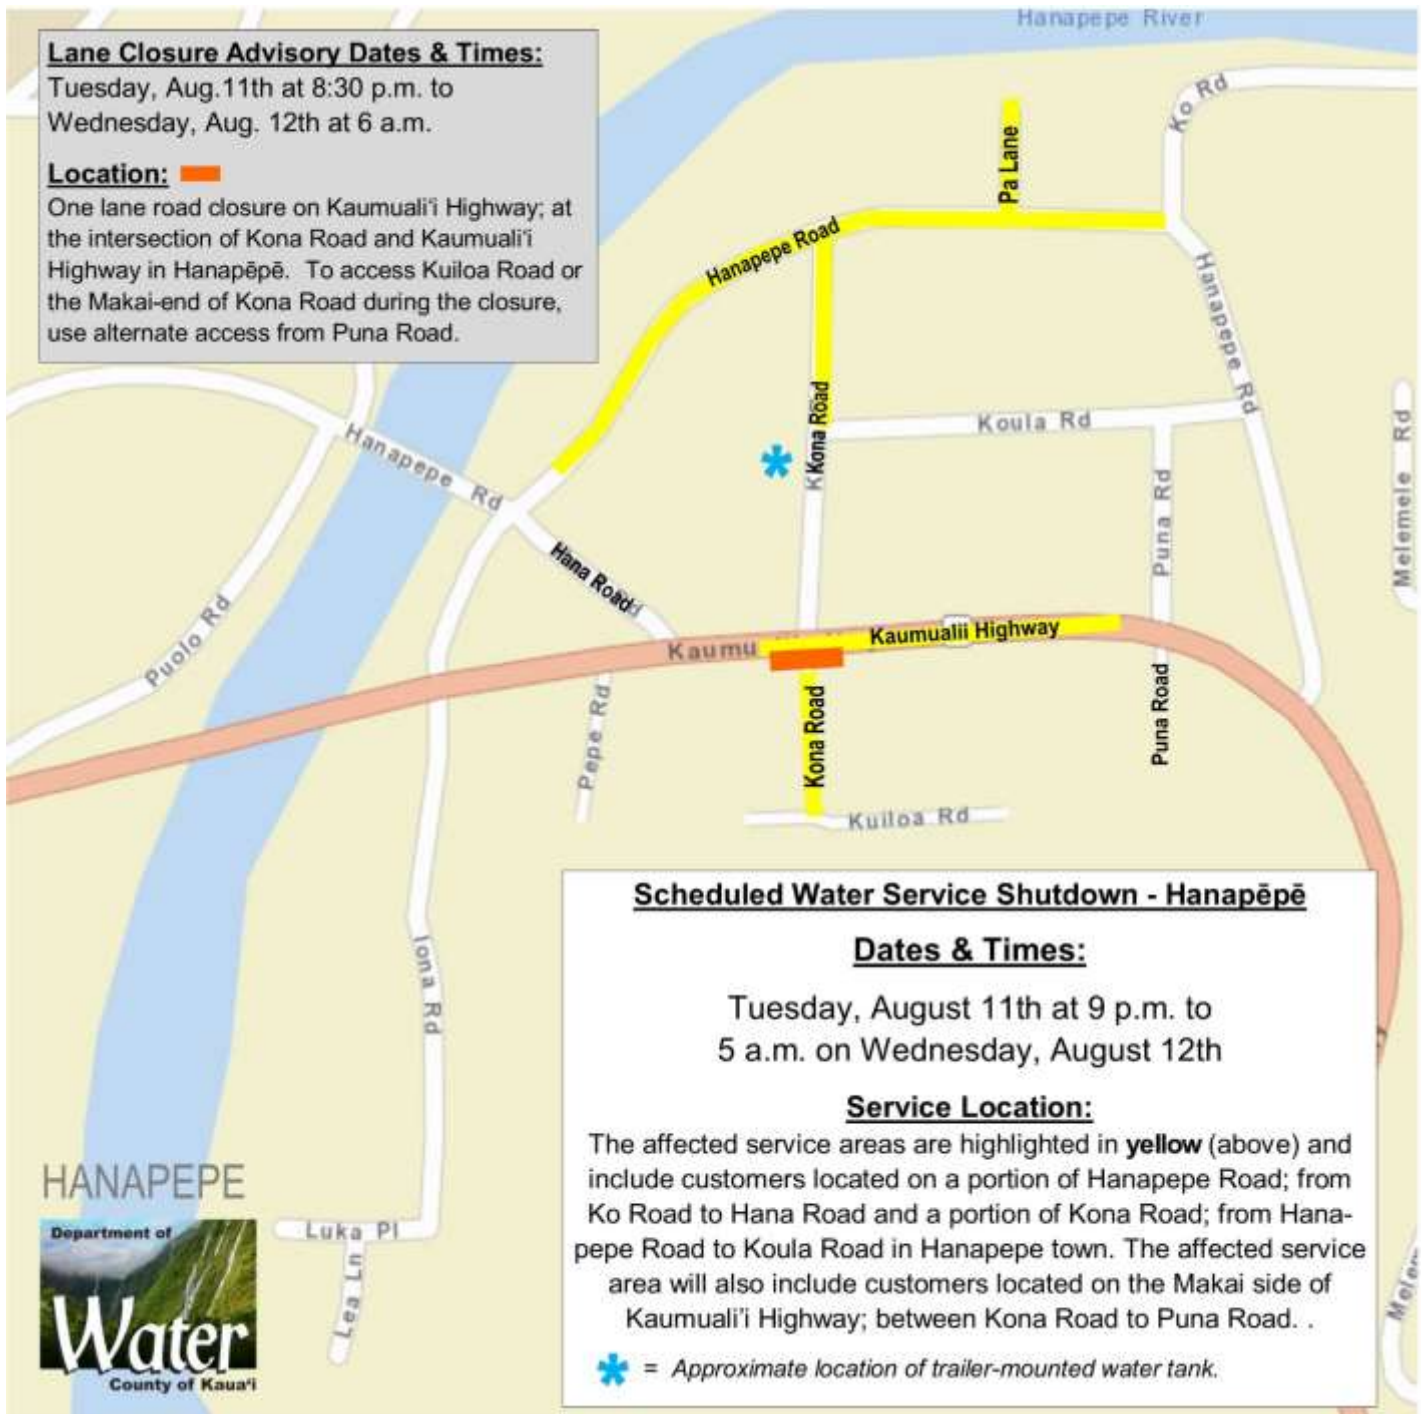 Hanapepe River
Lane Closure Advisory Dates & Times:
Tuesday, Aug.11th at 8:30 p.m. to
Wednesday, Aug. 12th at 6 a.m.
Location:
One lane road closure on Kaumuali‘i Highway; at
the intersection of Kona Road and Kaumuali‘i
Highway in Hanapēpē.  To access Kuiloa Road or
the Makai-end of Kona Road during the closure,
use alternate access from Puna Road.
Ko Rd
Pa Lane
Hanapepe Road
Hanapepe Rd
Kona Road
Koula Rd
Melemele Rd
Hanapepe Rd
Puna Rd
Hana Road
Puolo Rd
Kaumu
Kaumualii Highway
Pepe Rd
Kona Road
Puna Road
Kuiloa Rd
Iona Rd
Scheduled Water Service Shutdown - Hanapēpē
Dates & Times:
Tuesday, August 11th at 9 p.m. to
5 a.m. on Wednesday, August 12th
Service Location:
The affected service areas are highlighted in yellow (above) and
include customers located on a portion of Hanapepe Road; from
Ko Road to Hana Road and a portion of Kona Road; from Hana-
pepe Road to Koula Road in Hanapepe town. The affected service
area will also include customers located on the Makai side of
Kaumuali’i Highway; between Kona Road to Puna Road. .
* = Approximate location of trailer-mounted water tank.
HANAPEPE
Department of
Water
County of Kaua‘i
Luka Pl
Lea Ln